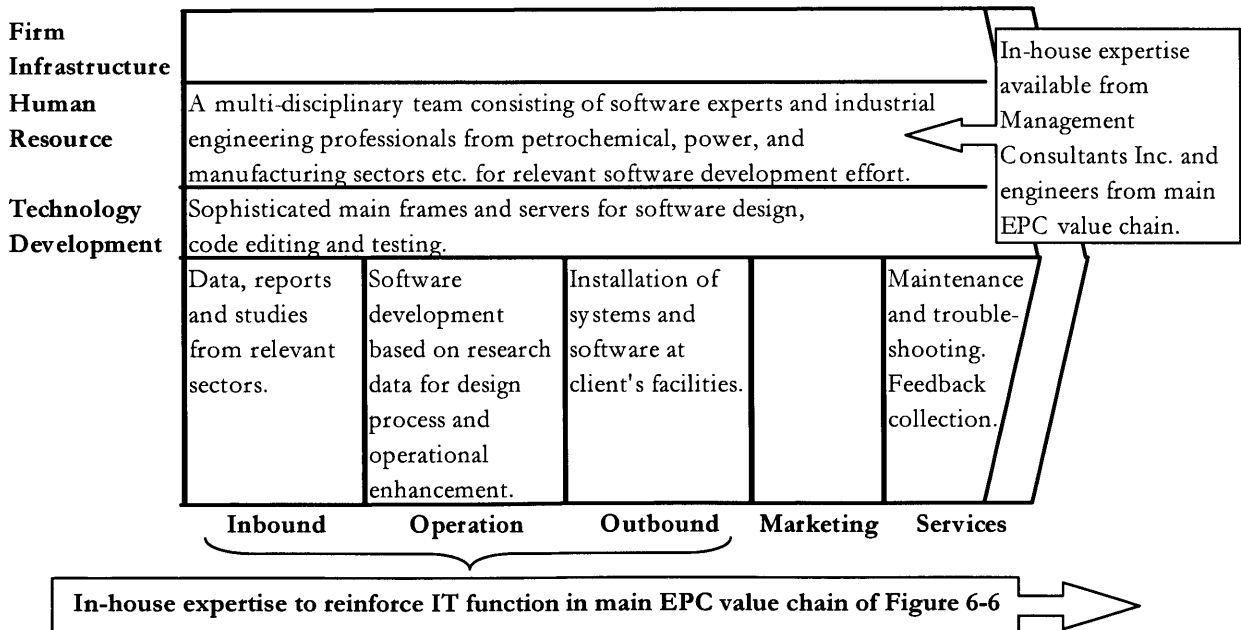 Firm
Infrastructure
Human
Resource
A multi-disciplinary team consisting of software experts and industrial
engineering professionals from petrochemical, power, and
manufacturing sectors etc. for relevant software development effort.
In-house expertise
available from
Management
Consultants Inc. and
engineers from main
EPC value chain.
Technology
Development
Sophisticated main frames and servers for software design,
code editing and testing.
Data, reports
and studies
from relevant
sectors.
Software
development
based on research
data for design
process and
operational
enhancement.
Installation of
systems and
software at
client's facilities.
Maintenance
and trouble-
shooting.
Feedback
collection.
Inbound
Operation
Outbound
Marketing
Services
In-house expertise to reinforce IT function in main EPC value chain of Figure 6-6